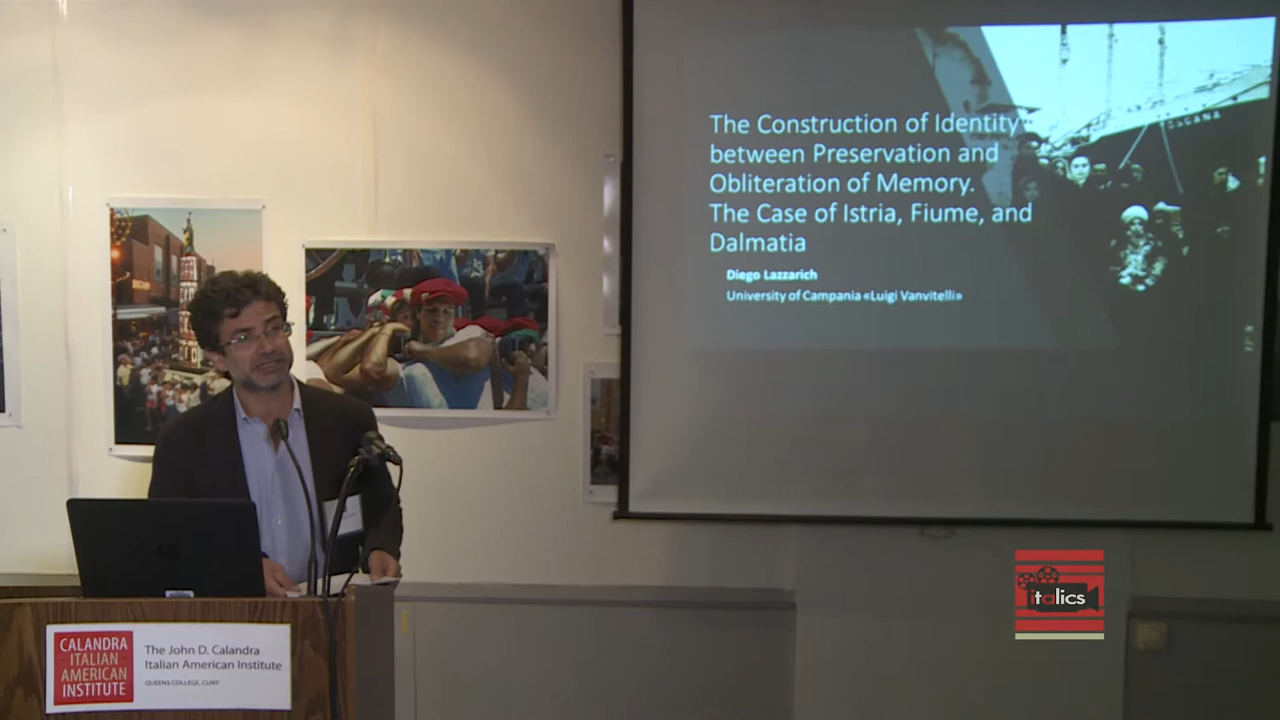 The Construction of Identity
between Preservation and
Obliteration of Memory.
The Case of Istria, Fiume, and
Dalmatia
Diego Lazzarich
University of Campania «Luigi Vanvitelli»
TOSCANA
italics
CALANDRA
ITALIAN
AMERICAN
INSTITUTE
The John D. Calandra
Italian American Institute
QUEENS COLLEGE, CUNY